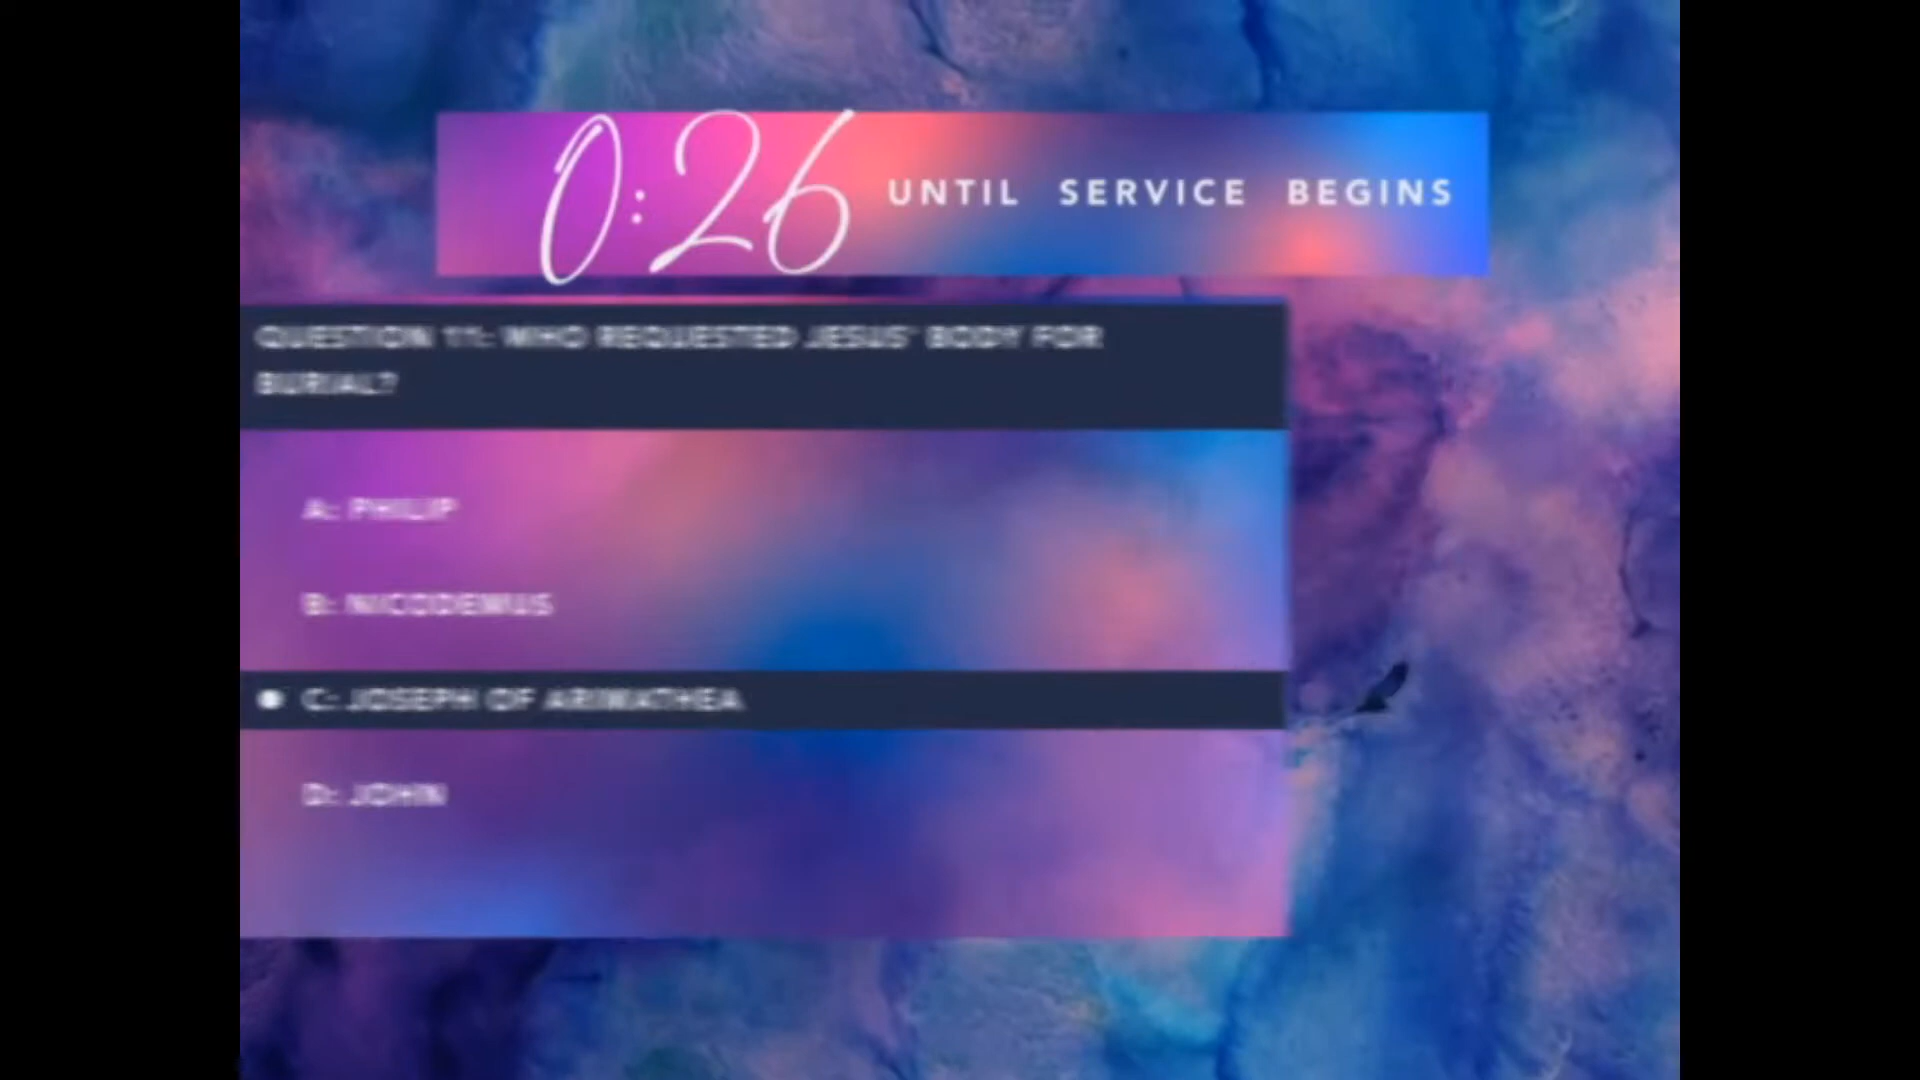 0:26 UNTIL SERVICE BEGINS
QUESTION 11: WHO REQUESTED JESUS' BODY FOR
BURIAL?
A: PHILIP
B: NICODEMUS
C: JOSEPH OF ARIMATHEA
D: JOHN